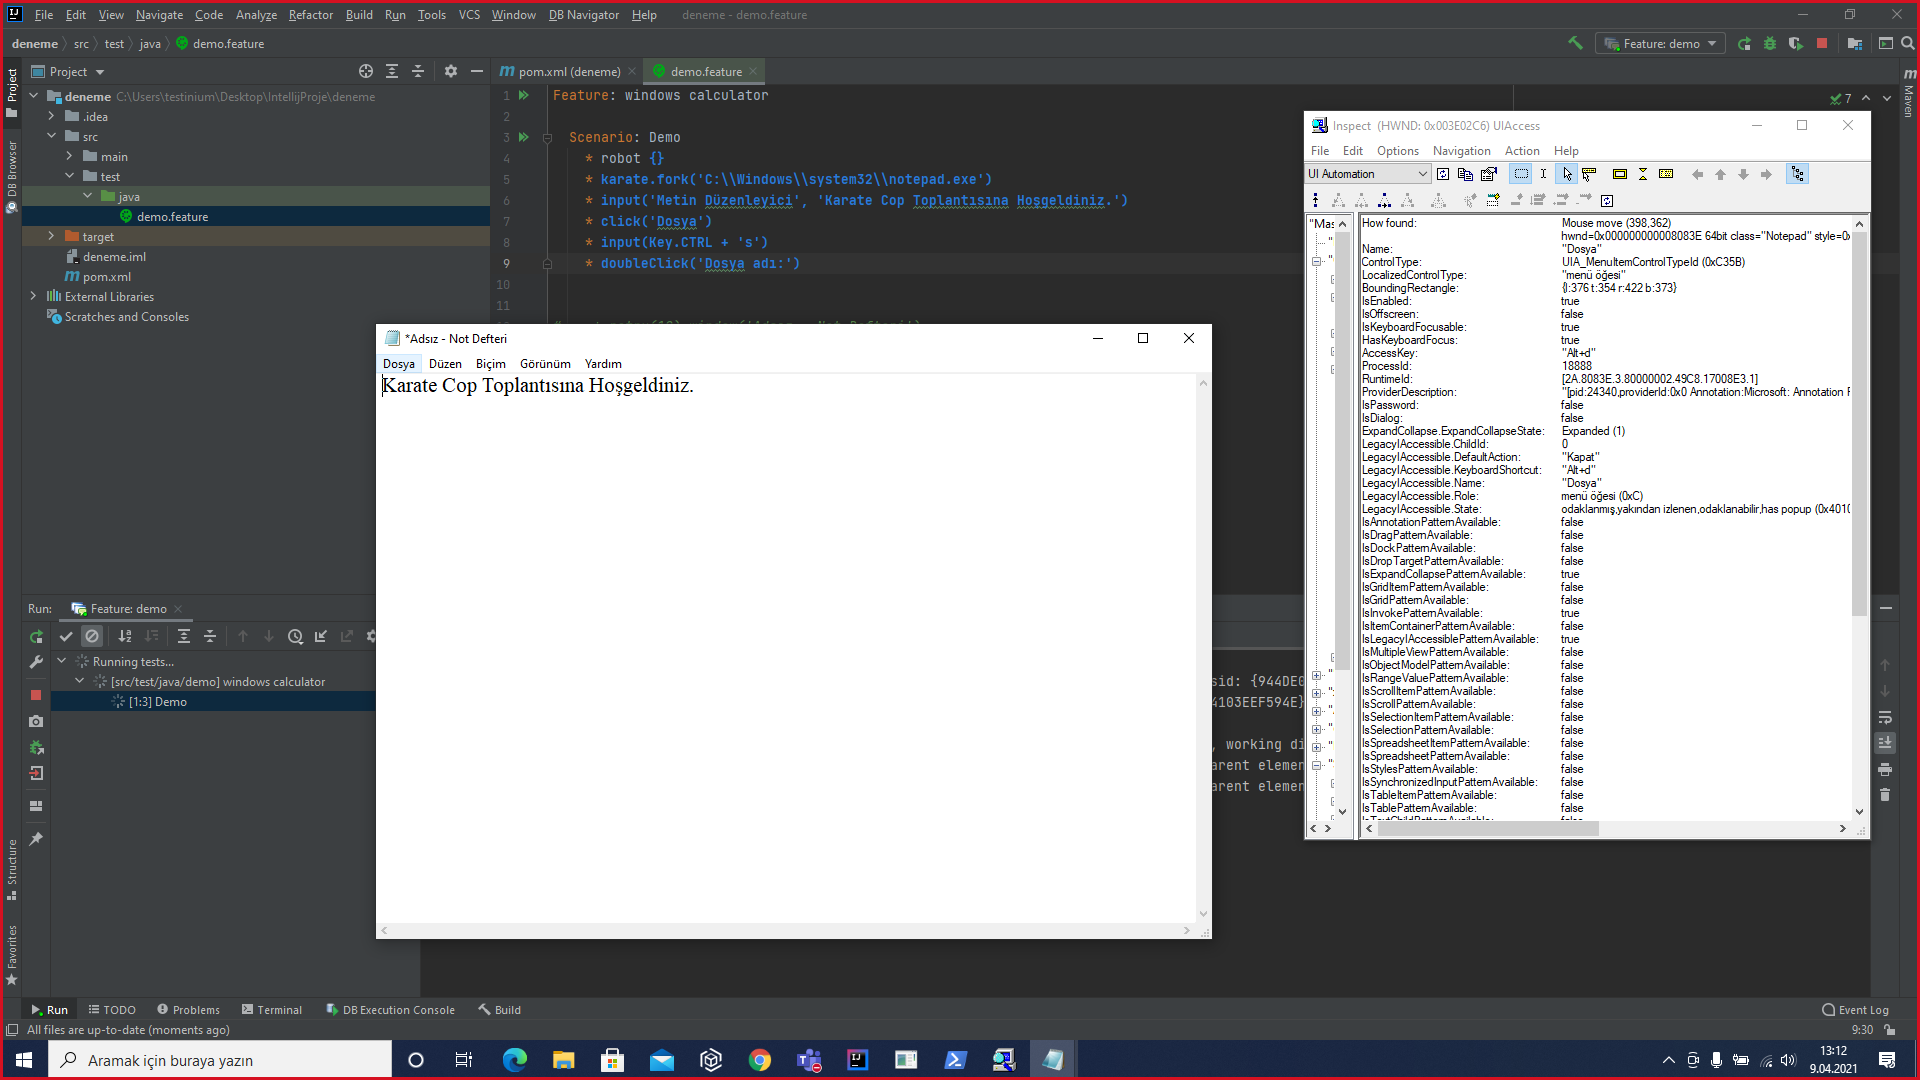 File Edit View Navigate Code Analyze Refactor Build Run Tools VCS Window DB Navigator Help deneme - demo.feature
deneme src test java demo.feature
Feature: demo
Project
pom.xml (deneme)
demo.feature
Maven
DB Browser
Structure
Favorites
deneme C:\Users\testinium\Desktop\IntellijProje\deneme
.idea
src
main
test
java
demo.feature
target
deneme.iml
pom.xml
External Libraries
Scratches and Consoles
1 Feature: windows calculator
2
3 Scenario: Demo
4 * robot {}
5 * karate.fork('C:\\Windows\\system32\\notepad.exe')
6 * input('Metin Düzenleyici', 'Karate Cop Toplantısına Hoşgeldiniz.')
7 * click('Dosya')
8 * input(Key.CTRL + 's')
9 * doubleClick('Dosya adı:')
10
11
7
*Adsız - Not Defteri
Dosya Düzen Biçim Görünüm Yardım
Karate Cop Toplantısına Hoşgeldiniz.
Inspect (HWND: 0x003E02C6) UIAccess
File Edit Options Navigation Action Help
UI Automation
"Mas
How found: Mouse move (398,362)
hwnd=0x000000000008083E 64bit class="Notepad" style=0x
Name: "Dosya"
ControlType: UIA_MenuItemControlTypeId (0xC35B)
LocalizedControlType: "menü öğesi"
BoundingRectangle: {l:376 t:354 r:422 b:373}
IsEnabled: true
IsOffscreen: false
IsKeyboardFocusable: true
HasKeyboardFocus: true
AccessKey: "Alt+d"
ProcessId: 18888
RuntimeId: [2A.8083E.3.80000002.49C8.17008E3.1]
ProviderDescription: "[pid:24340,providerId:0x0 Annotation:Microsoft: Annotation
IsPassword: false
IsDialog: false
ExpandCollapse.ExpandCollapseState: Expanded (1)
LegacyIAccessible.ChildId: 0
LegacyIAccessible.DefaultAction: "Kapat"
LegacyIAccessible.KeyboardShortcut: "Alt+d"
LegacyIAccessible.Name: "Dosya"
LegacyIAccessible.Role: menü öğesi (0xC)
LegacyIAccessible.State: odaklanmış,yakından izlenen,odaklanabilir,has popup (0x4010
IsAnnotationPatternAvailable: false
IsDragPatternAvailable: false
IsDockPatternAvailable: false
IsDropTargetPatternAvailable: false
IsExpandCollapsePatternAvailable: true
IsGridItemPatternAvailable: false
IsGridPatternAvailable: false
IsInvokePatternAvailable: true
IsItemContainerPatternAvailable: false
IsLegacyIAccessiblePatternAvailable: true
IsMultipleViewPatternAvailable: false
IsObjectModelPatternAvailable: false
IsRangeValuePatternAvailable: false
IsScrollItemPatternAvailable: false
IsScrollPatternAvailable: false
IsSelectionItemPatternAvailable: false
IsSelectionPatternAvailable: false
IsSpreadsheetItemPatternAvailable: false
IsSpreadsheetPatternAvailable: false
IsStylesPatternAvailable: false
IsSynchronizedInputPatternAvailable: false
IsTableItemPatternAvailable: false
IsTablePatternAvailable: false
Run: Feature: demo
Running tests...
[src/test/java/demo] windows calculator
[1:3] Demo
sid: {944DE0
4103EEF594E}
, working di
arent elemen
arent elemen
Run TODO Problems Terminal DB Execution Console Build Event Log
All files are up-to-date (moments ago) 9:30
Aramak için buraya yazın
13:12
9.04.2021